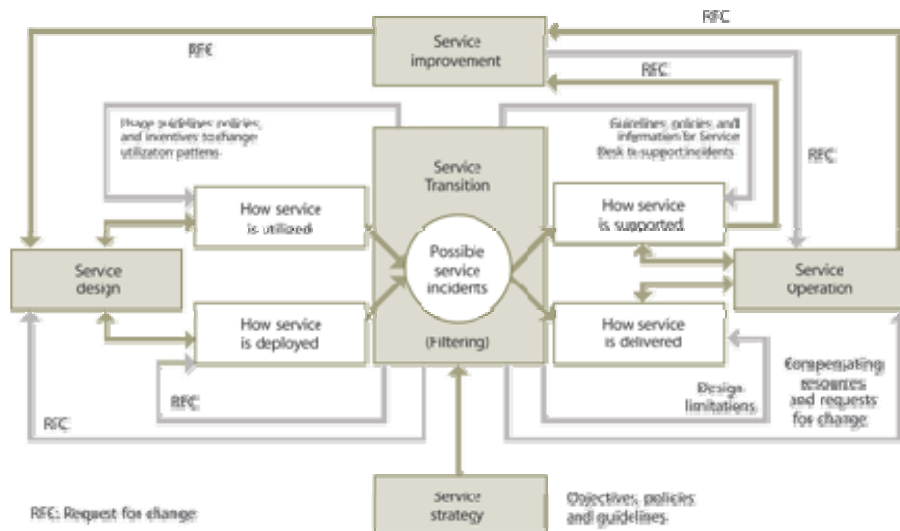 RFC
Service
improvement
RFC
RFC
Usage guidelines, policies,
and incentives to change
utilization patterns
Guidelines, policies, and
information for Service
Desk to support incidents
RFC
Service
Transition
How service
is utilized
How service
is supported
Possible
service
incidents
Service
design
Service
Operation
How service
is deployed
How service
is delivered
(Filtering)
RFC
RFC
Design
limitations
Compensating
resources
and requests
for change
RFC: Request for change
Service
strategy
Objectives, policies
and guidelines